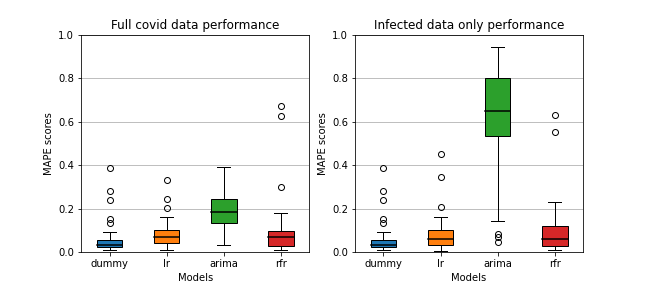 Full covid data performance
MAPE scores
1.0
0.8
0.6
0.4
0.2
0.0
dummy lr arima rfr
Models
Infected data only performance
MAPE scores
1.0
0.8
0.6
0.4
0.2
0.0
dummy lr arima rfr
Models